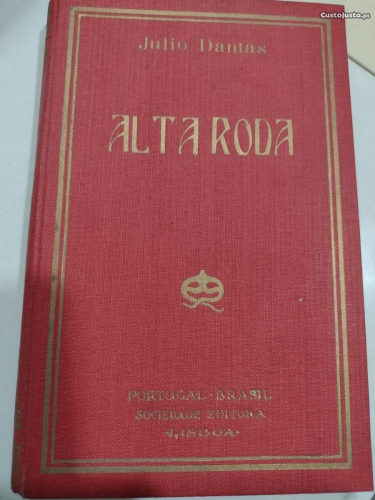 CustoJusto.pt
Julio Dantas
ALTA RODA
PORTUGAL-BRASIL
SOCIEDADE EDITORA
LISBOA